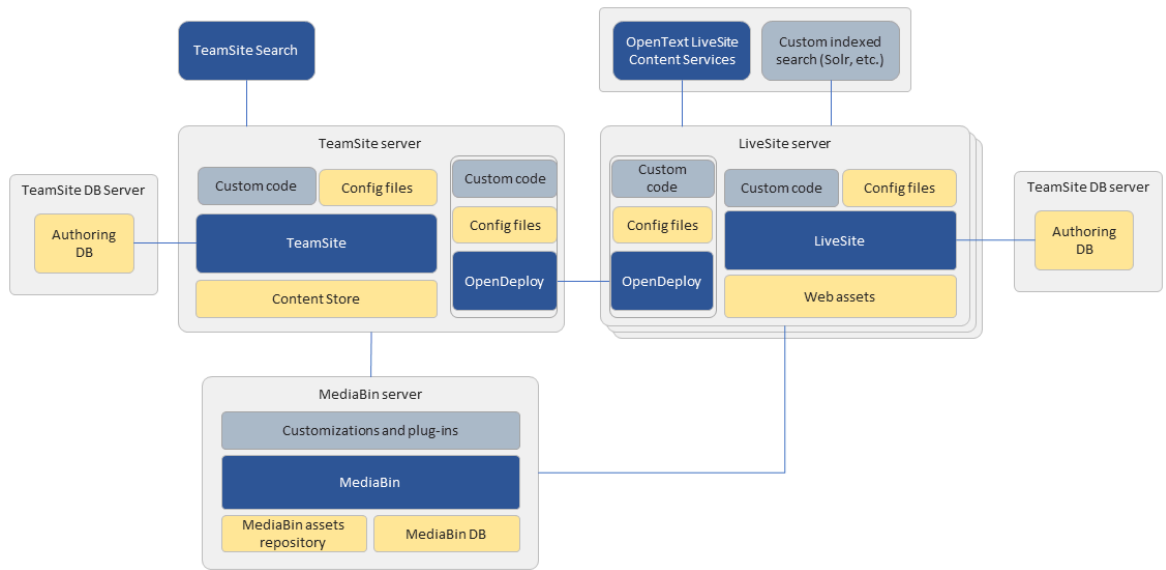 TeamSite Search
OpenText LiveSite
Content Services
Custom indexed
search (Solr, etc.)
TeamSite server
Custom code
Config files
TeamSite
Content Store
Custom code
Config files
OpenDeploy
LiveSite server
Custom
code
Config files
OpenDeploy
Custom code
Config files
LiveSite
Web assets
TeamSite DB Server
Authoring
DB
TeamSite DB server
Authoring
DB
MediaBin server
Customizations and plug-ins
MediaBin
MediaBin assets
repository
MediaBin DB